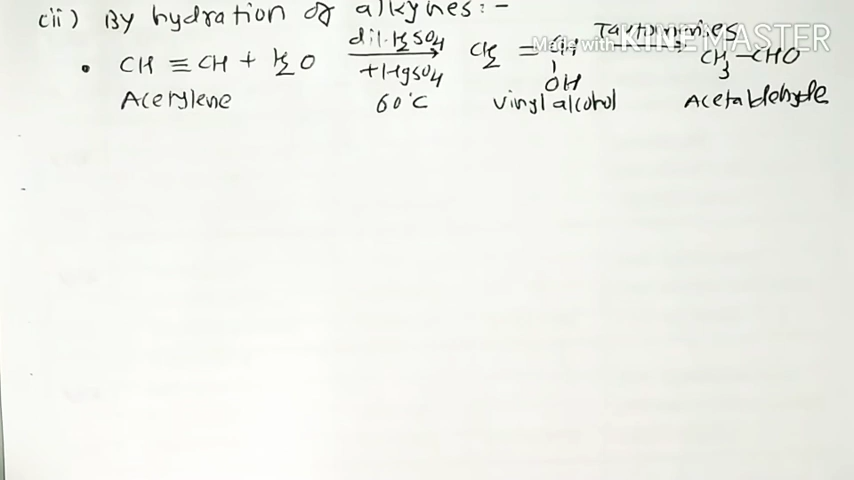 (ii) By hydration of alkynes:-
dil.H2SO4 Tautomerises
Made with KINEMASTER
• CH ≡ CH + H2O CH2 = CH CH3-CHO
+HgSO4
OH
Acetylene 60°C Vinyl alcohol Acetaldehyde